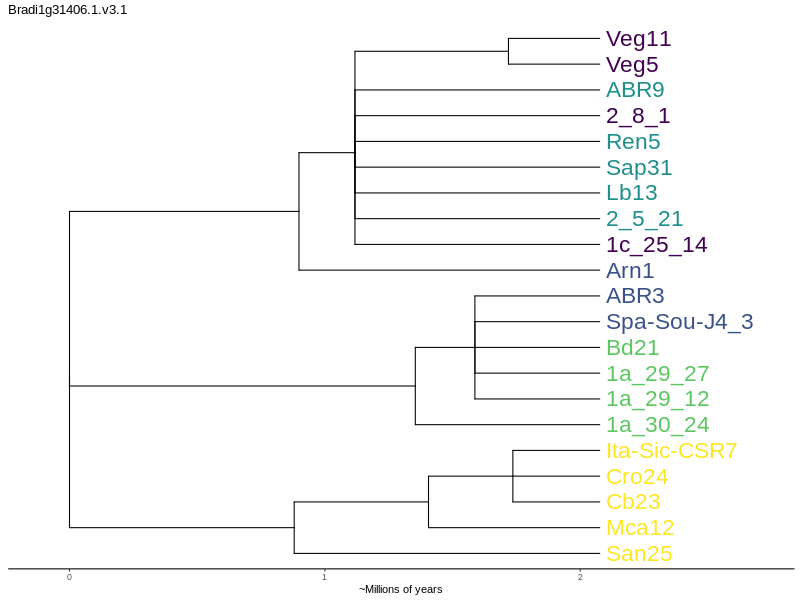 Bradi1g31406.1.v3.1
Veg11
Veg5
ABR9
2_8_1
Ren5
Sap31
Lb13
2_5_21
1c_25_14
Arn1
ABR3
Spa-Sou-J4_3
Bd21
1a_29_27
1a_29_12
1a_30_24
Ita-Sic-CSR7
Cro24
Cb23
Mca12
San25
0 1 2
~Millions of years